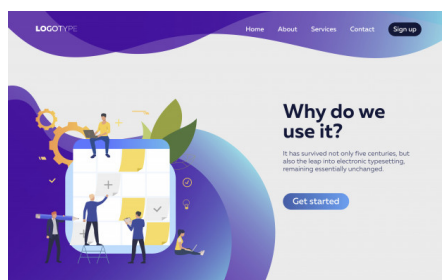 LOGOTYPE
Home About Services Contact Sign up
Why do we
use it?
It has survived not only five centuries, but
also the leap into electronic typesetting,
remaining essentially unchanged.
Get started